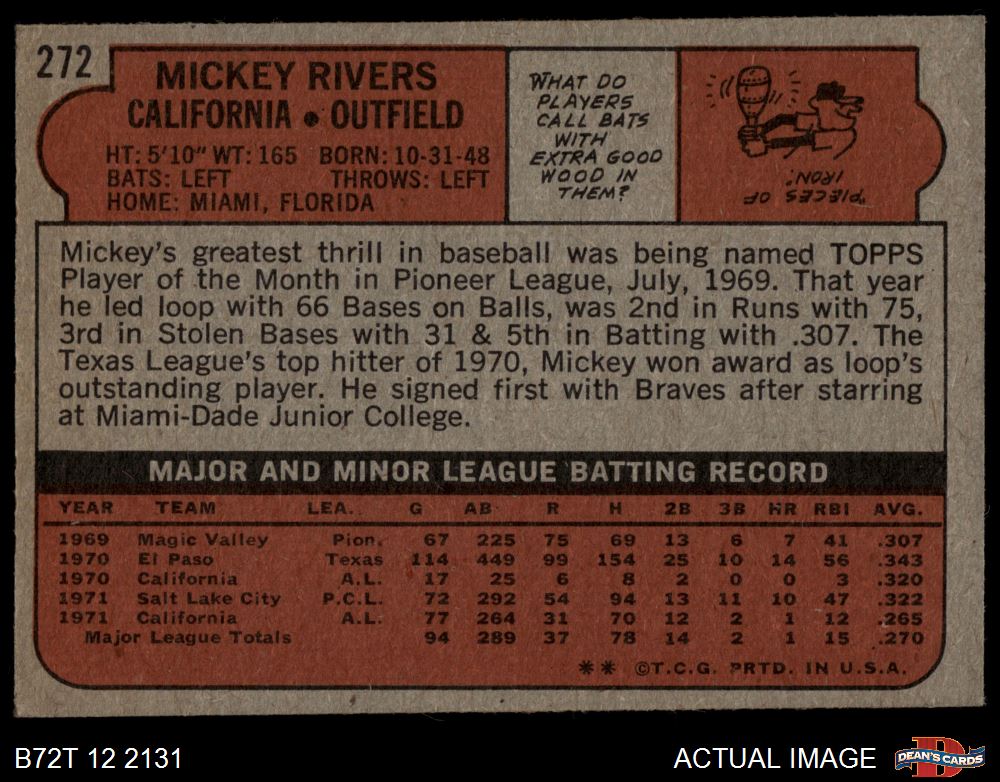 272
MICKEY RIVERS
CALIFORNIA • OUTFIELD
HT: 5'10" WT: 165 BORN: 10-31-48
BATS: LEFT THROWS: LEFT
HOME: MIAMI, FLORIDA
WHAT DO
PLAYERS
CALL BATS
WITH
EXTRA GOOD
WOOD IN
THEM?
"PIECES OF
IRON."
Mickey's greatest thrill in baseball was being named TOPPS
Player of the Month in Pioneer League, July, 1969. That year
he led loop with 66 Bases on Balls, was 2nd in Runs with 75,
3rd in Stolen Bases with 31 & 5th in Batting with .307. The
Texas League's top hitter of 1970, Mickey won award as loop's
outstanding player. He signed first with Braves after starring
at Miami-Dade Junior College.
MAJOR AND MINOR LEAGUE BATTING RECORD
YEAR TEAM LEA. G AB R H 2B 3B HR RBI AVG.
1969 Magic Valley Pion. 67 225 75 69 13 6 7 41 .307
1970 El Paso Texas 114 449 99 154 25 10 14 56 .343
1970 California A.L. 17 25 6 8 2 0 0 3 .320
1971 Salt Lake City P.C.L. 72 292 54 94 13 11 10 47 .322
1971 California A.L. 77 264 31 70 12 2 1 12 .265
Major League Totals 94 289 37 78 14 2 1 15 .270
** ©T.C.G. PRTD. IN U.S.A.
B72T 12 2131
ACTUAL IMAGE
D
DEAN'S CARDS